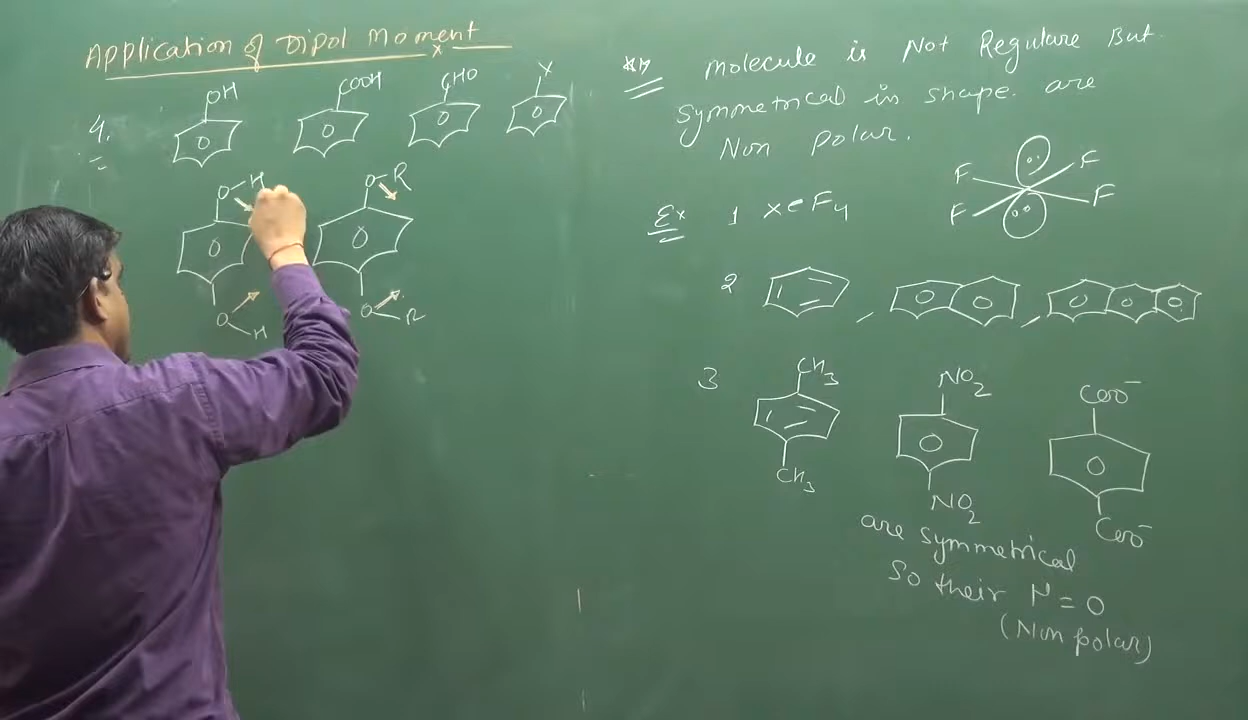 Application of Dipol Moment
4.
OH COOH CHO X
O-H O-R
O H O R
** Molecule is Not Regulare But
symmetrical in shape. are
Non polar.
Ex 1 XeF4
F F
F F
2
3
CH3 NO2 Coo-
CH3 NO2 Coo-
are symmetrical
So their μ = 0
(Non polar)